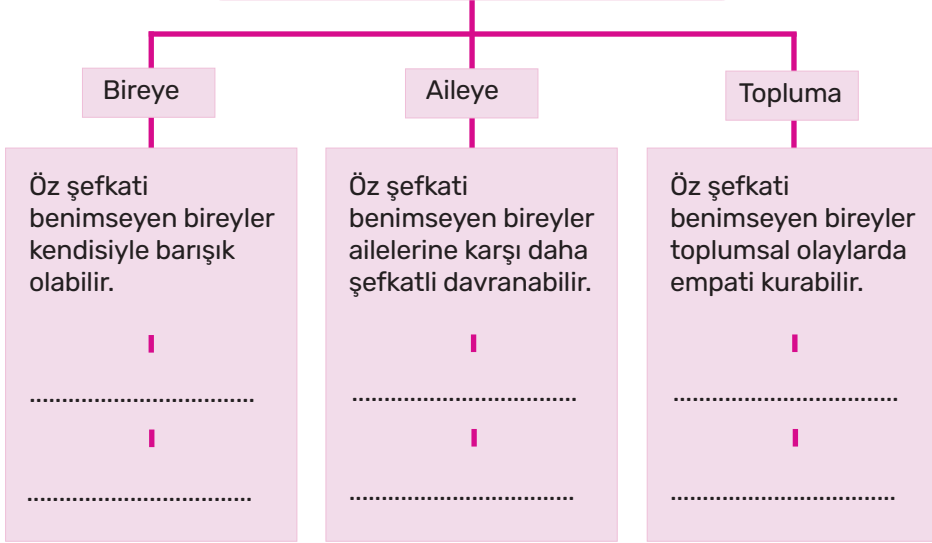 Bireye
Aileye
Topluma
Öz şefkati
benimseyen bireyler
kendisiyle barışık
olabilir.
..................................
..................................
Öz şefkati
benimseyen bireyler
ailelerine karşı daha
şefkatli davranabilir.
..................................
..................................
Öz şefkati
benimseyen bireyler
toplumsal olaylarda
empati kurabilir.
..................................
..................................